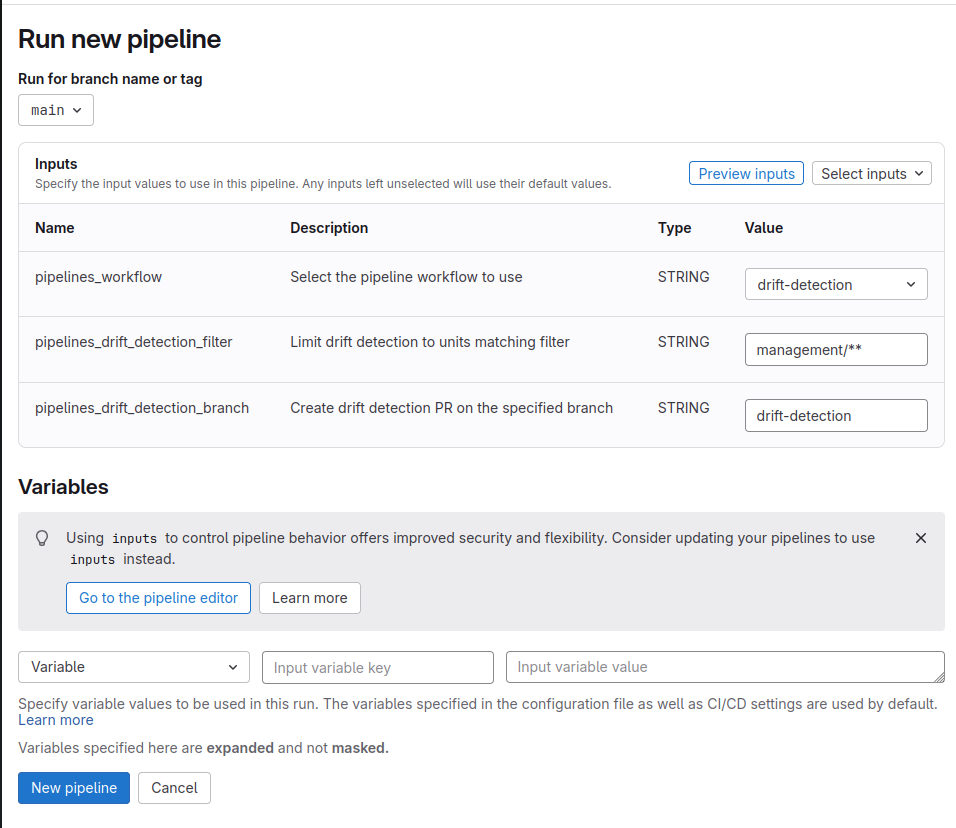 Run new pipeline
Run for branch name or tag
main
Inputs
Specify the input values to use in this pipeline. Any inputs left unselected will use their default values.
Preview inputs
Select inputs
Name Description Type Value
pipelines_workflow Select the pipeline workflow to use STRING drift-detection
pipelines_drift_detection_filter Limit drift detection to units matching filter STRING management/**
pipelines_drift_detection_branch Create drift detection PR on the specified branch STRING drift-detection
Variables
Using inputs to control pipeline behavior offers improved security and flexibility. Consider updating your pipelines to use
inputs instead.
Go to the pipeline editor Learn more
Variable Input variable key Input variable value
Specify variable values to be used in this run. The variables specified in the configuration file as well as CI/CD settings are used by default.
Learn more
Variables specified here are expanded and not masked.
New pipeline Cancel